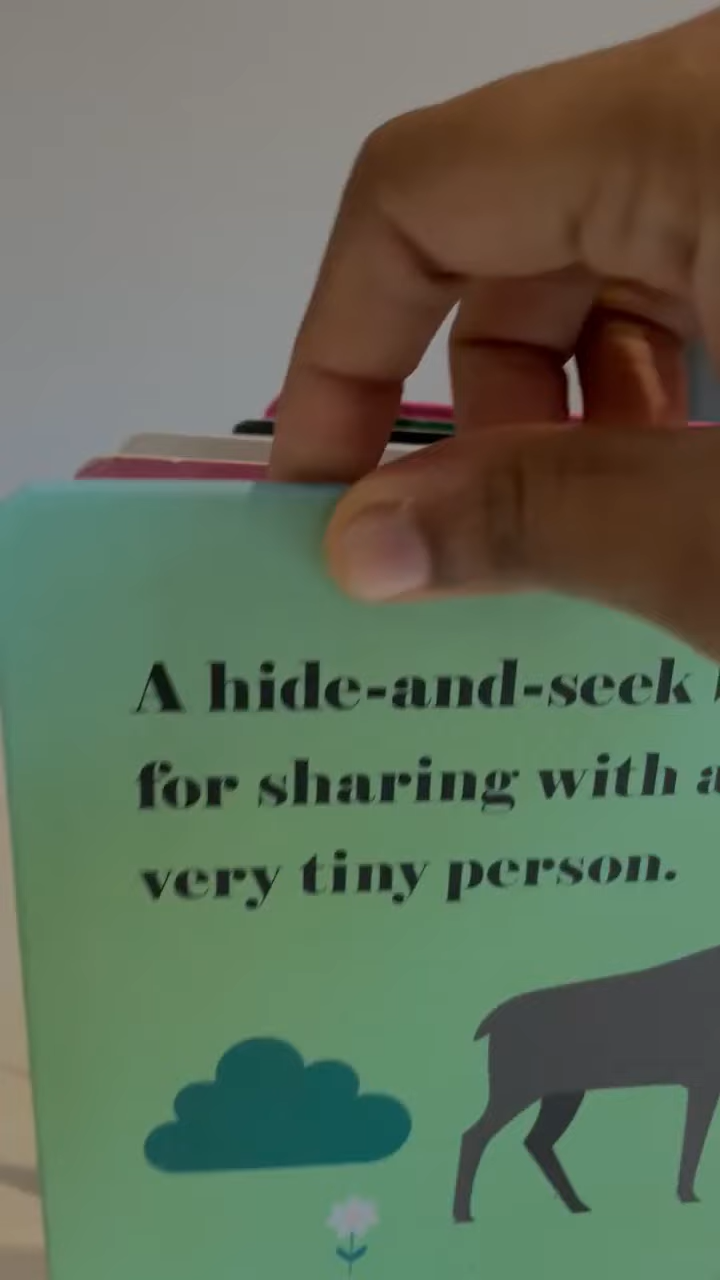 A hide-and-seek
for sharing with a
very tiny person.